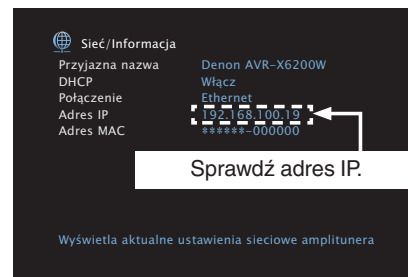 Sieć/Informacja
Przyjazna nazwa Denon AVR-X6200W
DHCP Włącz
Połączenie Ethernet
Adres IP 192.168.100.19
Adres MAC ******-000000
Sprawdź adres IP.
Wyświetla aktualne ustawienia sieciowe amplitunera